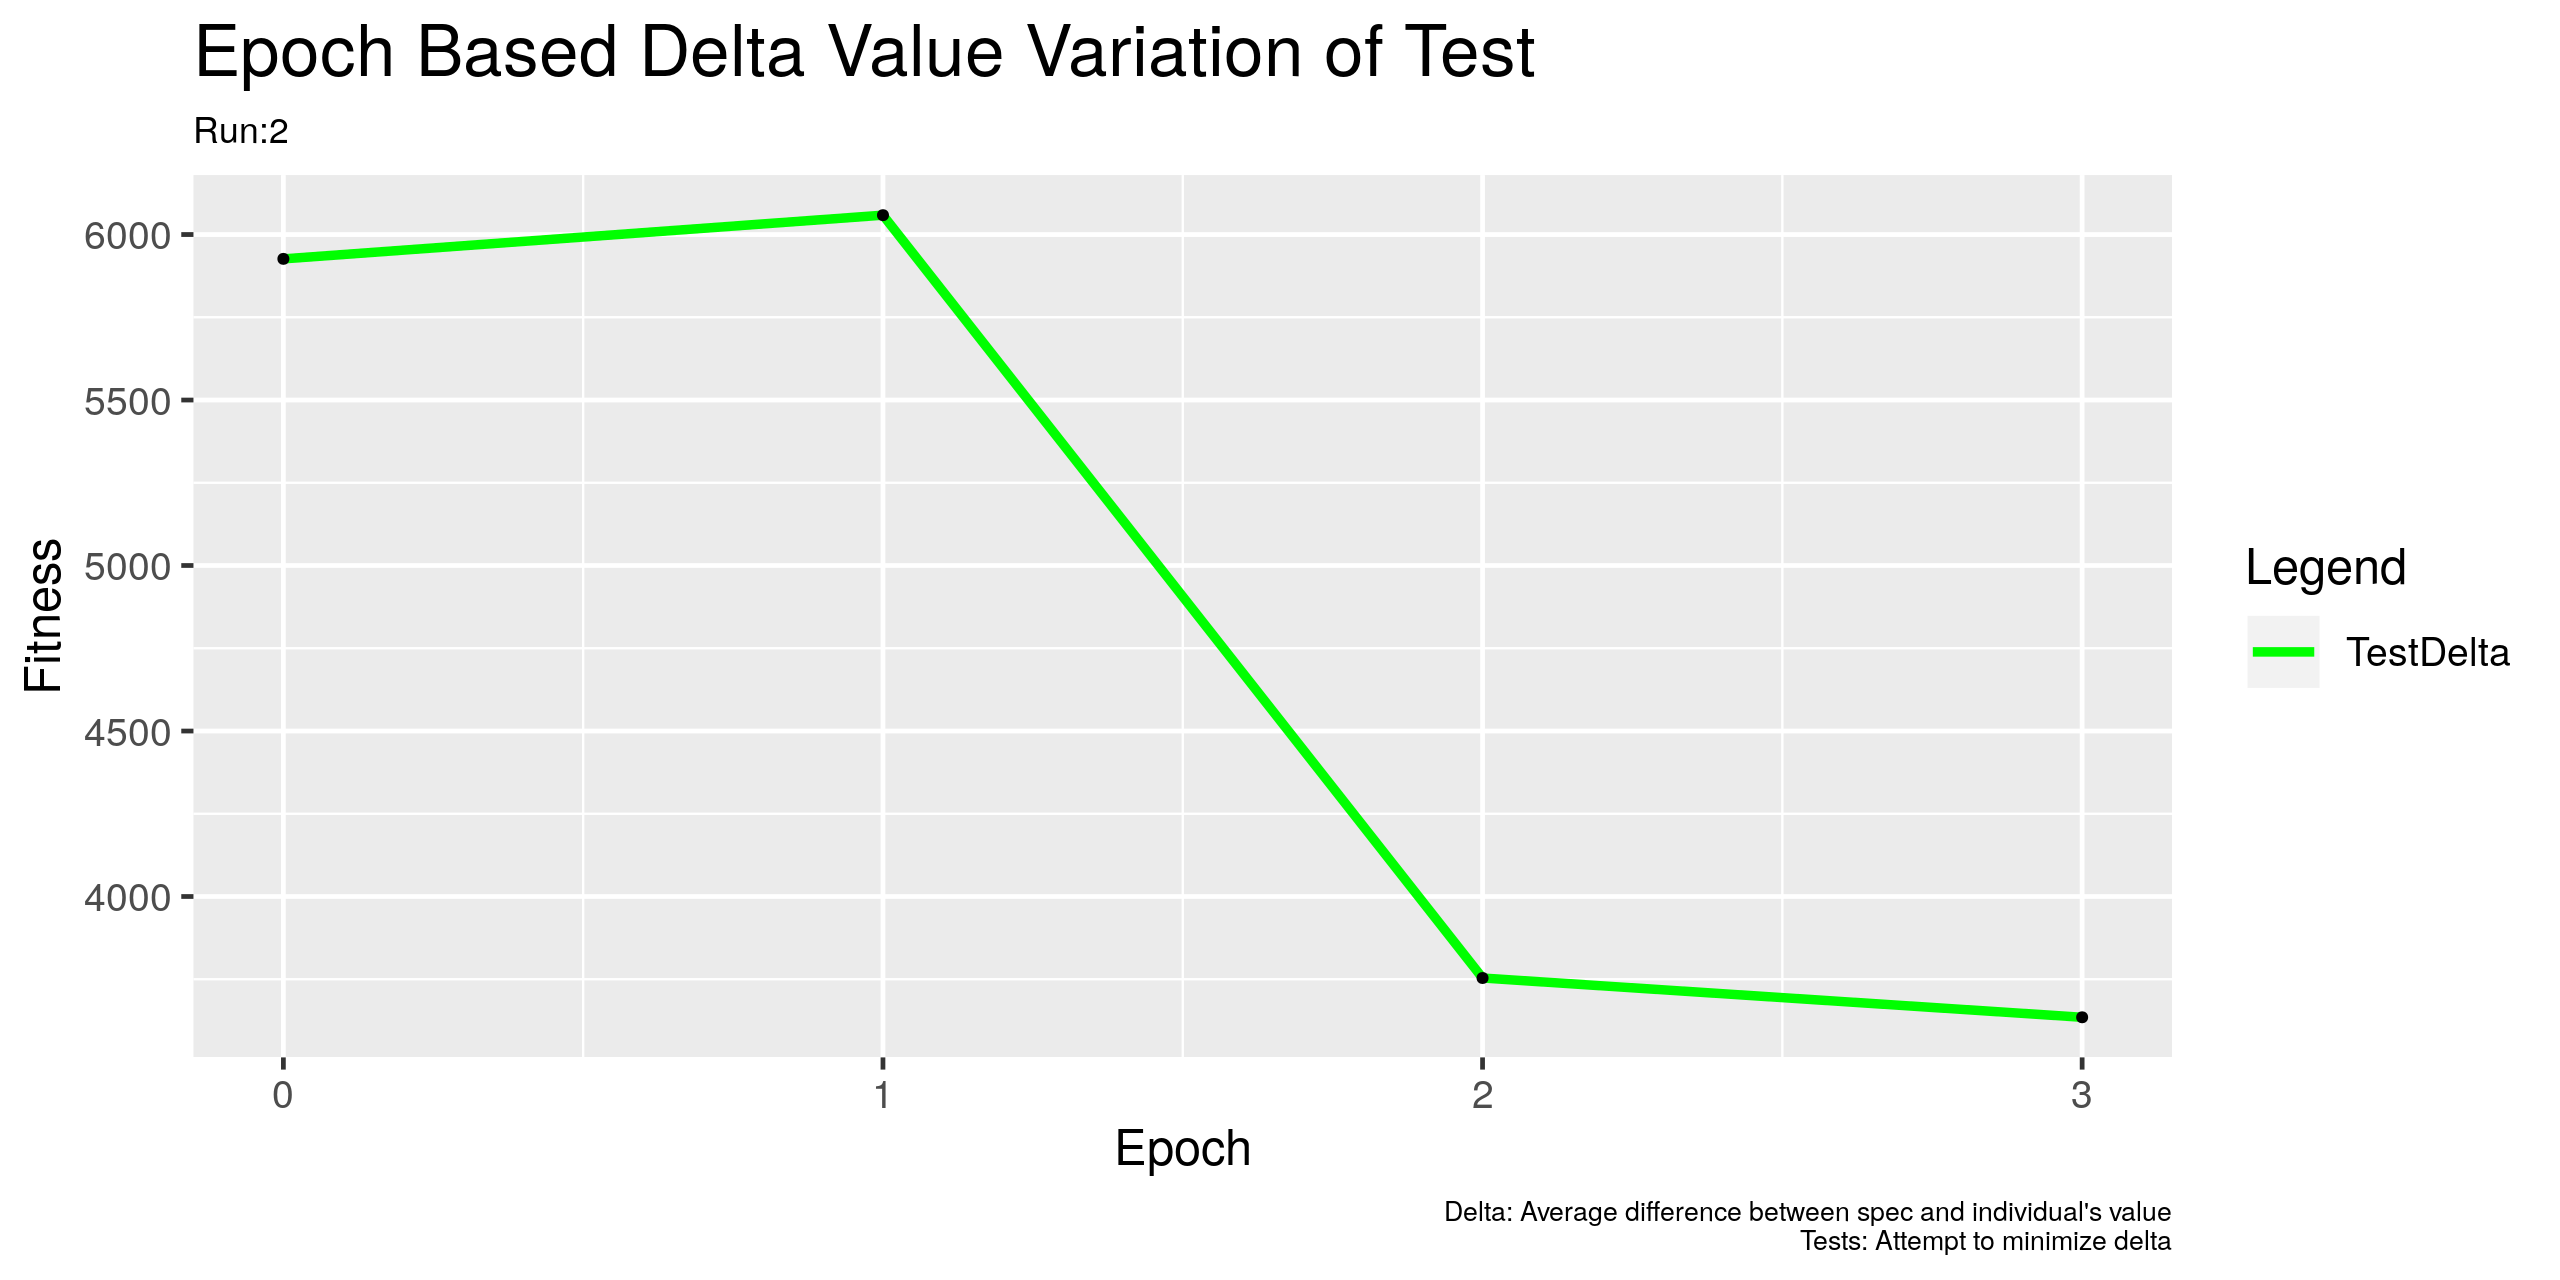 Epoch Based Delta Value Variation of Test
Run:2
6000
5500
5000
4500
4000
Fitness
0 1 2 3
Epoch
Legend
TestDelta
Delta: Average difference between spec and individual's value
Tests: Attempt to minimize delta